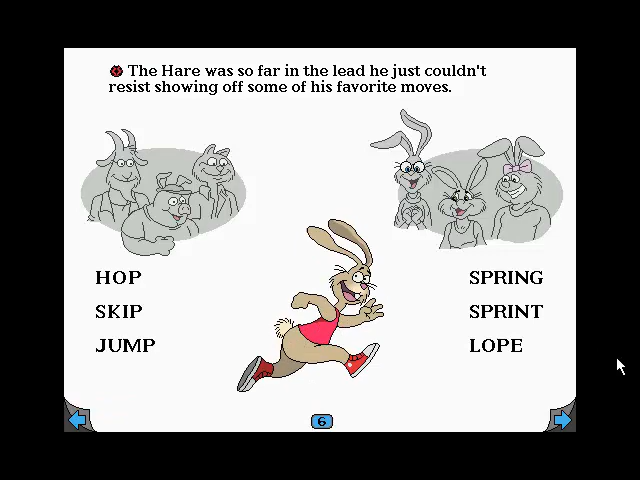 The Hare was so far in the lead he just couldn't
resist showing off some of his favorite moves.
HOP
SKIP
JUMP
SPRING
SPRINT
LOPE
6